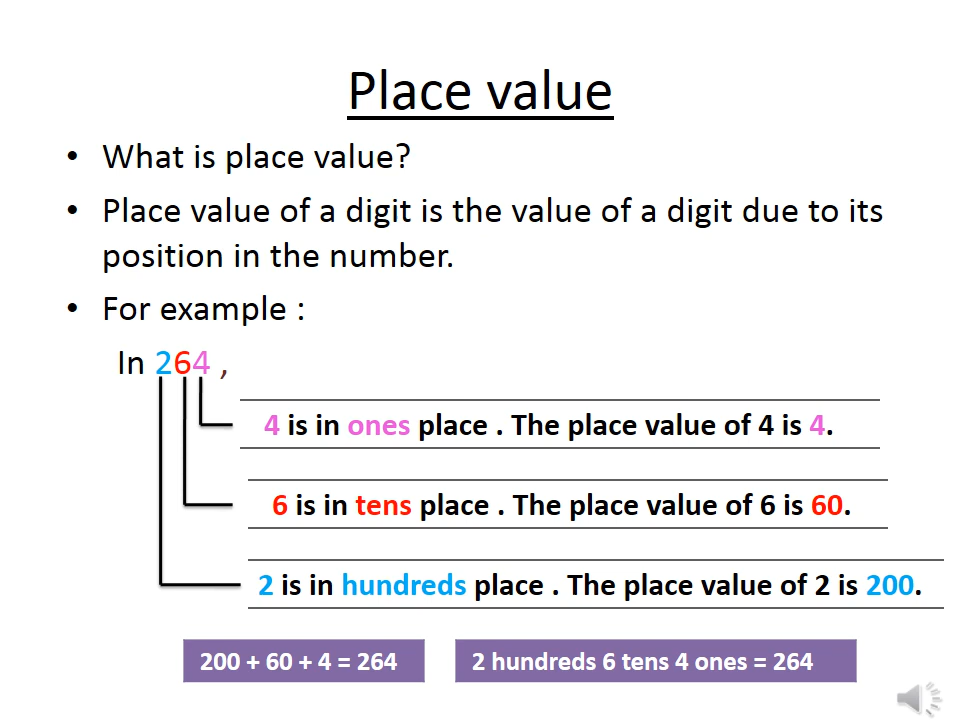 Place value
• What is place value?
• Place value of a digit is the value of a digit due to its
position in the number.
• For example :
In 264 ,
4 is in ones place . The place value of 4 is 4.
6 is in tens place . The place value of 6 is 60.
2 is in hundreds place . The place value of 2 is 200.
200 + 60 + 4 = 264
2 hundreds 6 tens 4 ones = 264